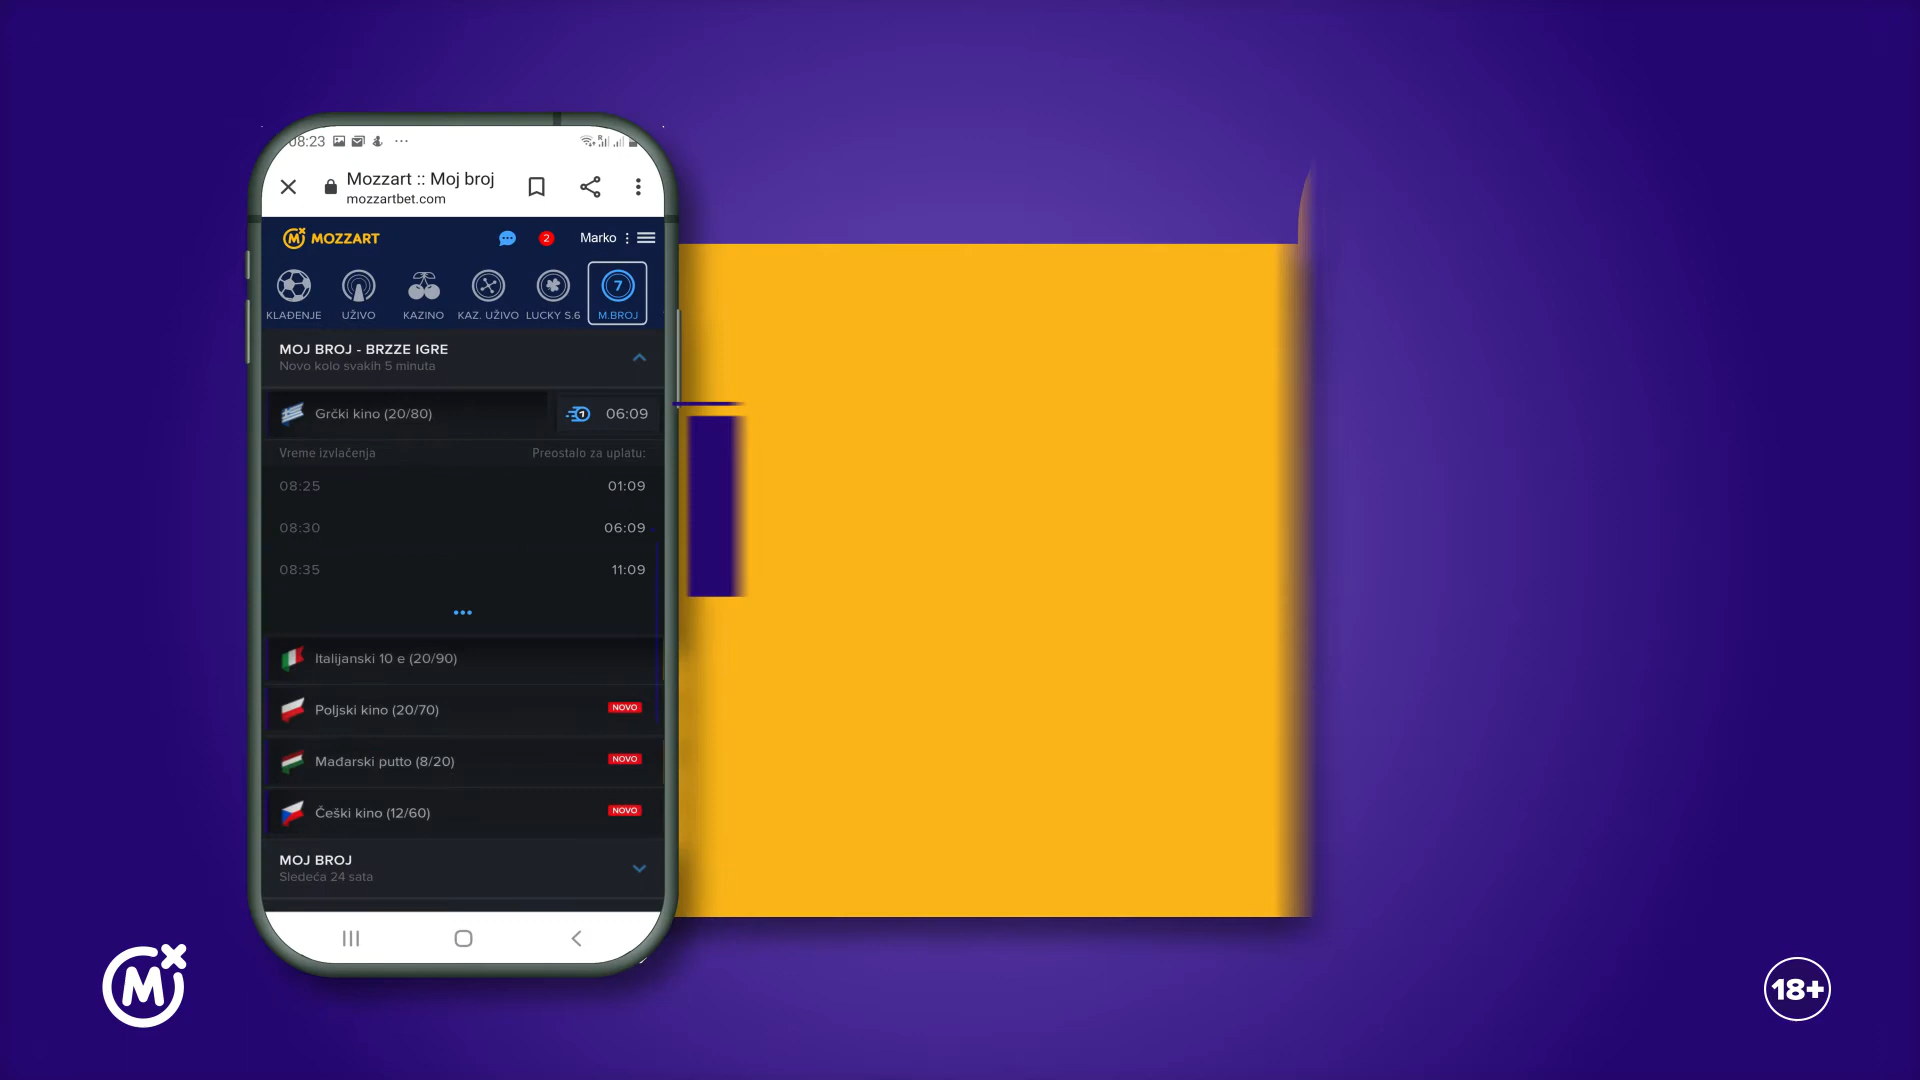 08:23
Mozzart :: Moj broj
mozzartbet.com
MOZZART
2
Marko
KLAĐENJE
UŽIVO
KAZINO
KAZ. UŽIVO
LUCKY S.6
7
M.BROJ
MOJ BROJ - BRZZE IGRE
Novo kolo svakih 5 minuta
Grčki kino (20/80)
1
06:09
Vreme izvlačenja
Preostalo za uplatu:
08:25
01:09
08:30
06:09
08:35
11:09
Italijanski 10 e (20/90)
Poljski kino (20/70)
NOVO
Mađarski putto (8/20)
NOVO
Češki kino (12/60)
NOVO
MOJ BROJ
Sledeća 24 sata
M
18+